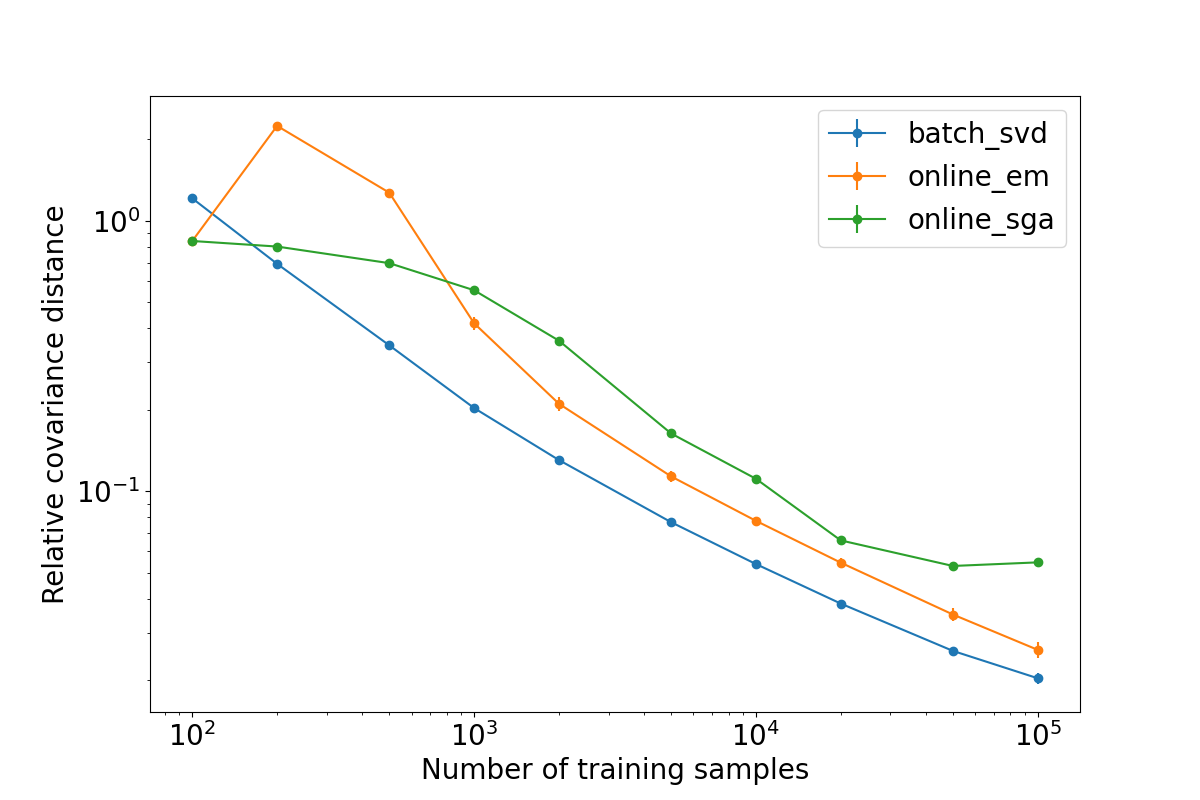 batch_svd
online_em
online_sga
Relative covariance distance
10⁰
10⁻¹
10² 10³ 10⁴ 10⁵
Number of training samples